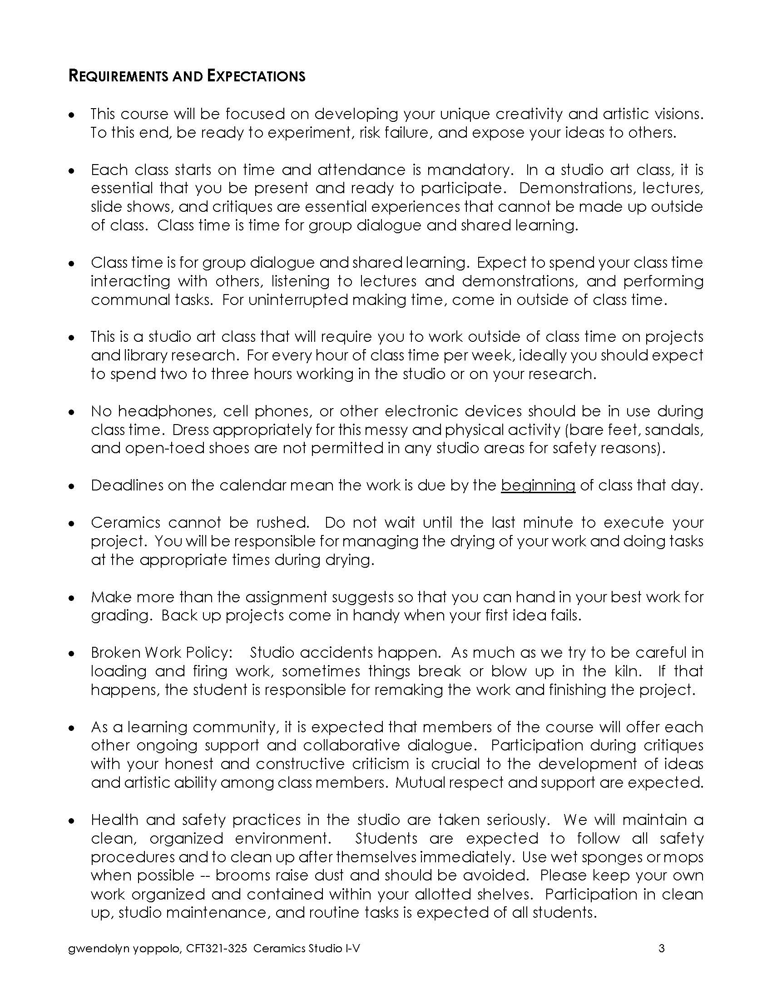 REQUIREMENTS AND EXPECTATIONS
• This course will be focused on developing your unique creativity and artistic visions.
To this end, be ready to experiment, risk failure, and expose your ideas to others.
• Each class starts on time and attendance is mandatory. In a studio art class, it is
essential that you be present and ready to participate. Demonstrations, lectures,
slide shows, and critiques are essential experiences that cannot be made up outside
of class. Class time is time for group dialogue and shared learning.
• Class time is for group dialogue and shared learning. Expect to spend your class time
interacting with others, listening to lectures and demonstrations, and performing
communal tasks. For uninterrupted making time, come in outside of class time.
• This is a studio art class that will require you to work outside of class time on projects
and library research. For every hour of class time per week, ideally you should expect
to spend two to three hours working in the studio or on your research.
• No headphones, cell phones, or other electronic devices should be in use during
class time. Dress appropriately for this messy and physical activity (bare feet, sandals,
and open-toed shoes are not permitted in any studio areas for safety reasons).
• Deadlines on the calendar mean the work is due by the beginning of class that day.
• Ceramics cannot be rushed. Do not wait until the last minute to execute your
project. You will be responsible for managing the drying of your work and doing tasks
at the appropriate times during drying.
• Make more than the assignment suggests so that you can hand in your best work for
grading. Back up projects come in handy when your first idea fails.
• Broken Work Policy: Studio accidents happen. As much as we try to be careful in
loading and firing work, sometimes things break or blow up in the kiln. If that
happens, the student is responsible for remaking the work and finishing the project.
• As a learning community, it is expected that members of the course will offer each
other ongoing support and collaborative dialogue. Participation during critiques
with your honest and constructive criticism is crucial to the development of ideas
and artistic ability among class members. Mutual respect and support are expected.
• Health and safety practices in the studio are taken seriously. We will maintain a
clean, organized environment. Students are expected to follow all safety
procedures and to clean up after themselves immediately. Use wet sponges or mops
when possible -- brooms raise dust and should be avoided. Please keep your own
work organized and contained within your allotted shelves. Participation in clean
up, studio maintenance, and routine tasks is expected of all students.
gwendolyn yoppolo, CFT321-325 Ceramics Studio I-V 3